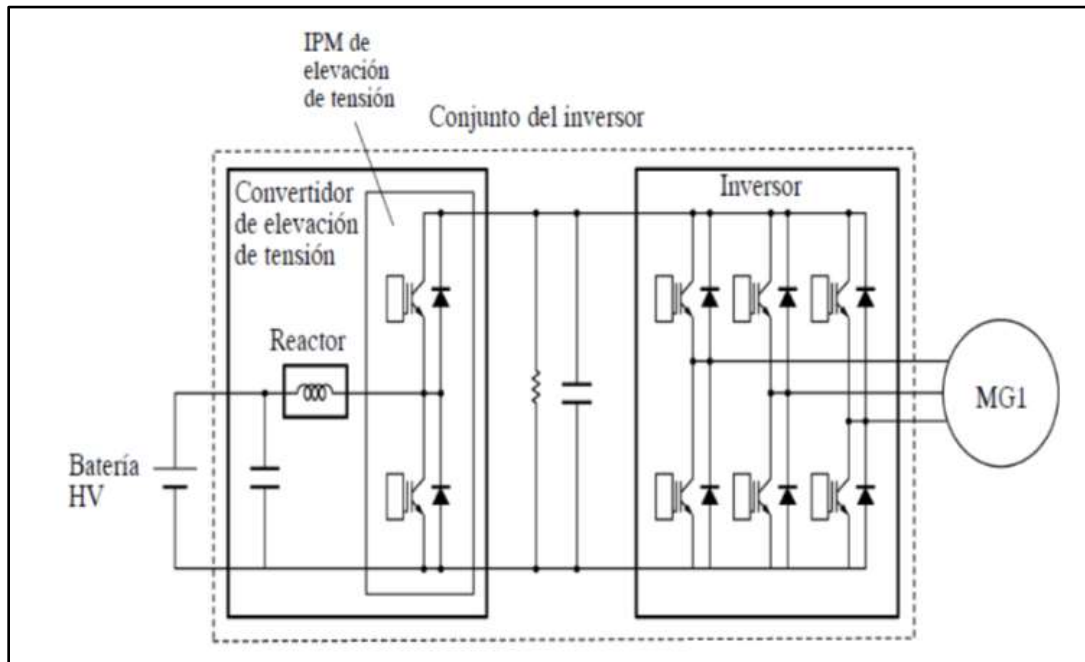 IPM de
elevación
de tensión
Conjunto del inversor
Convertidor
de elevación
de tensión
Inversor
Reactor
MG1
Batería
HV